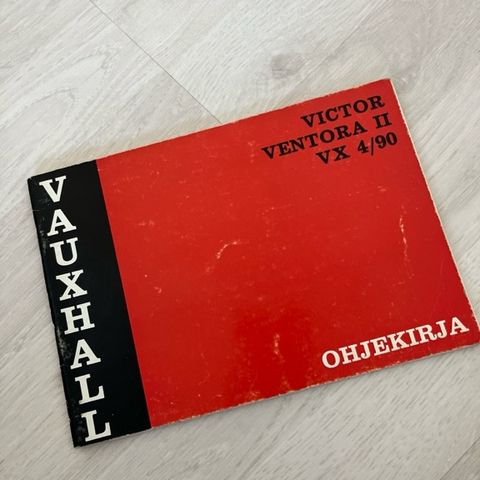 VAUXHALL
VICTOR
VENTORA II
VX 4/90
OHJEKIRJA